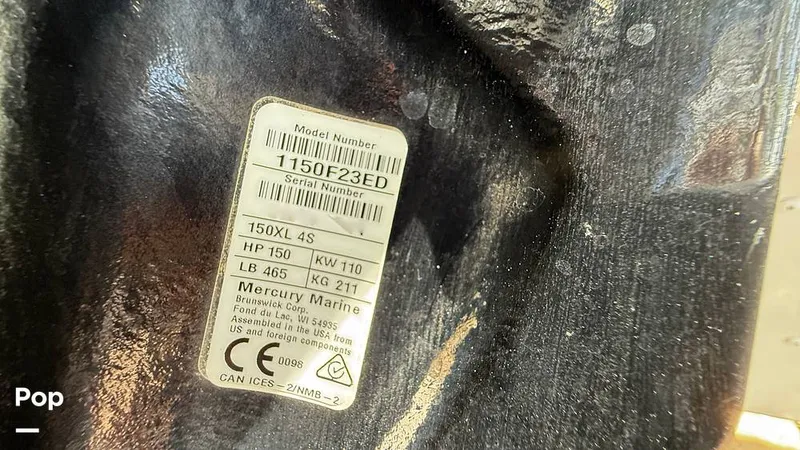 Model Number
1150F23ED
Serial Number
150XL 4S
HP 150 KW 110
LB 465 KG 211
Mercury Marine
Brunswick Corp.
Fond du Lac, WI 54935
Assembled in the USA from
US and foreign components
CE 0098
CAN ICES-2/NMB-2
Pop